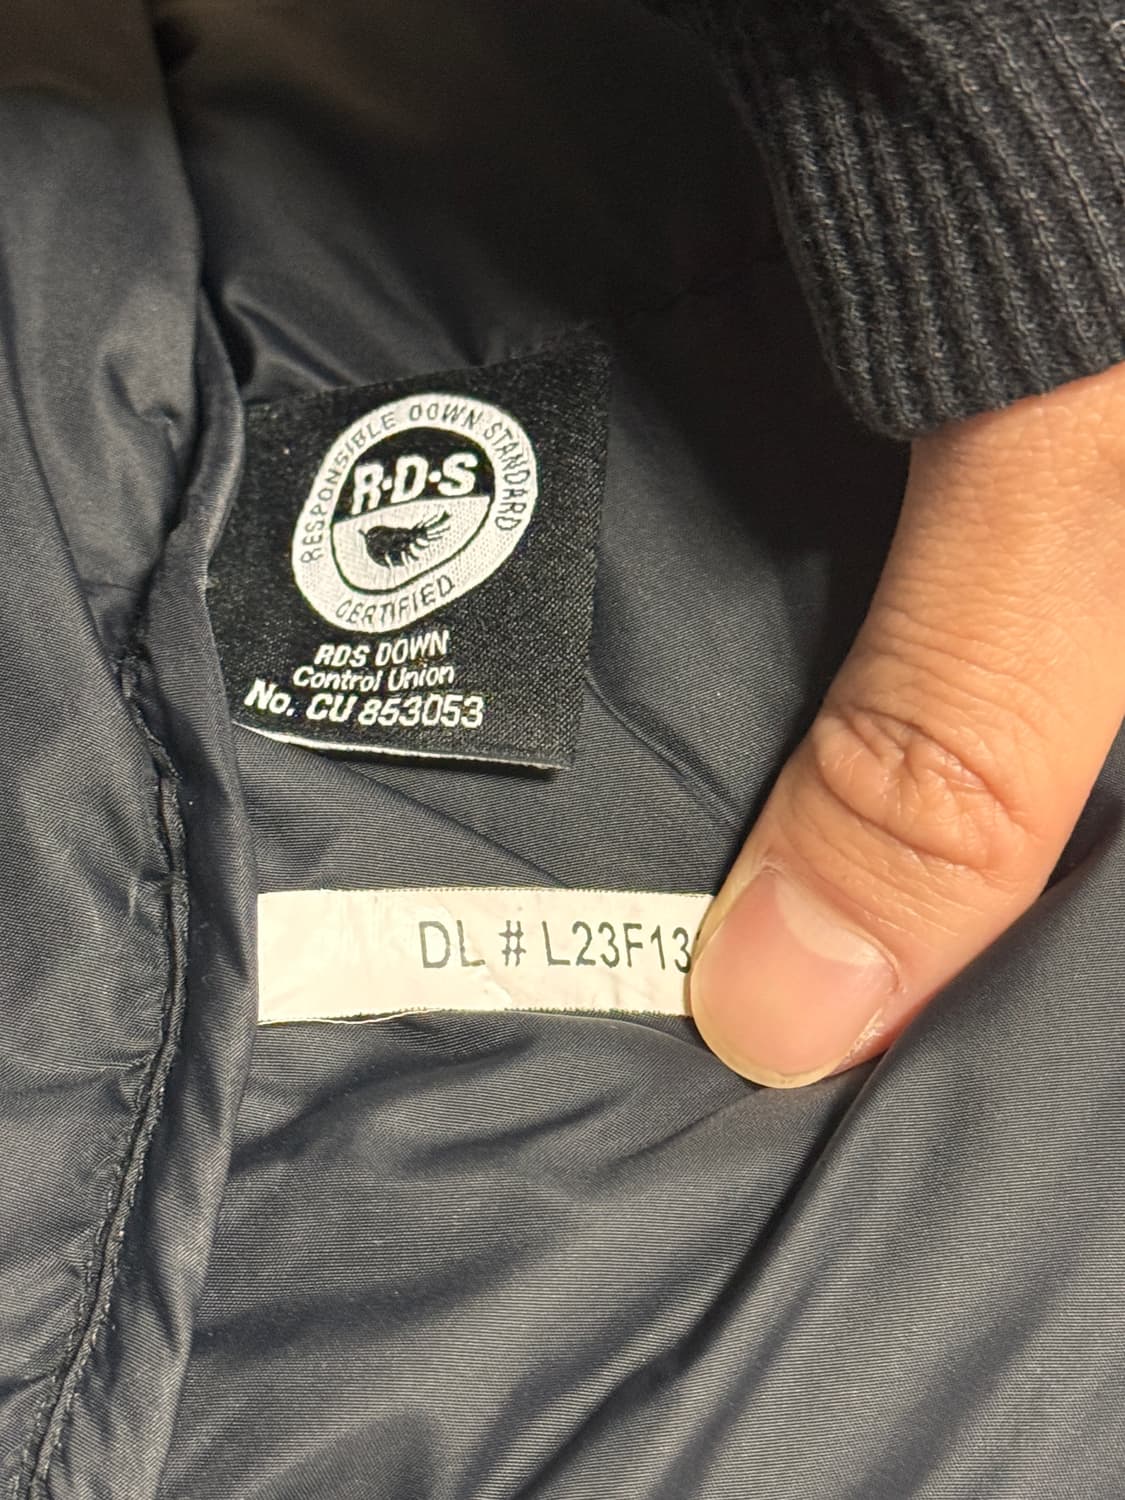 RESPONSIBLE DOWN STANDARD
R·D·S
CERTIFIED
RDS DOWN
Control Union
No. CU 853053
DL # L23F13